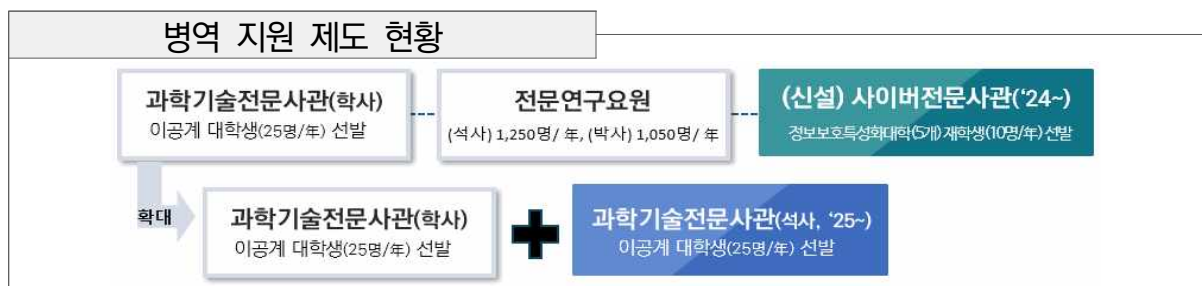 병역 지원 제도 현황
과학기술전문사관(학사)
이공계 대학생(25명/年) 선발
전문연구요원
(석사) 1,250명/年, (박사) 1,050명/年
(신설) 사이버전문사관('24~)
정보보호특성화대학(5개) 재학생(10명/年) 선발
확대
과학기술전문사관(학사)
이공계 대학생(25명/年) 선발
과학기술전문사관(석사, '25~)
이공계 대학생(25명/年) 선발